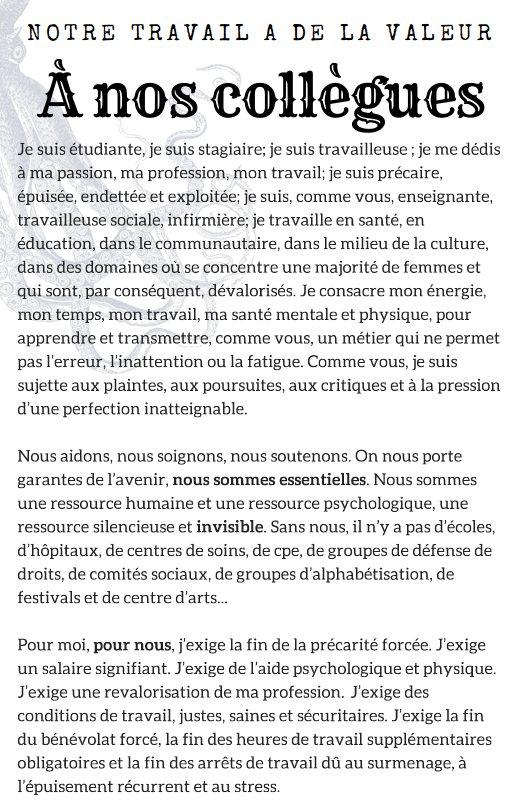 NOTRE TRAVAIL A DE LA VALEUR
À nos collègues
Je suis étudiante, je suis stagiaire; je suis travailleuse ; je me dédis
à ma passion, ma profession, mon travail; je suis précaire,
épuisée, endettée et exploitée; je suis, comme vous, enseignante,
travailleuse sociale, infirmière; je travaille en santé, en
éducation, dans le communautaire, dans le milieu de la culture,
dans des domaines où se concentre une majorité de femmes et
qui sont, par conséquent, dévalorisés. Je consacre mon énergie,
mon temps, mon travail, ma santé mentale et physique, pour
apprendre et transmettre, comme vous, un métier qui ne permet
pas l'erreur, l'inattention ou la fatigue. Comme vous, je suis
sujette aux plaintes, aux poursuites, aux critiques et à la pression
d'une perfection inatteignable.
Nous aidons, nous soignons, nous soutenons. On nous porte
garantes de l'avenir, nous sommes essentielles. Nous sommes
une ressource humaine et une ressource psychologique, une
ressource silencieuse et invisible. Sans nous, il n'y a pas d'écoles,
d'hôpitaux, de centres de soins, de cpe, de groupes de défense de
droits, de comités sociaux, de groupes d'alphabétisation, de
festivals et de centre d'arts...
Pour moi, pour nous, j'exige la fin de la précarité forcée. J'exige
un salaire signifiant. J'exige de l'aide psychologique et physique.
J'exige une revalorisation de ma profession. J'exige des
conditions de travail, justes, saines et sécuritaires. J'exige la fin
du bénévolat forcé, la fin des heures de travail supplémentaires
obligatoires et la fin des arrêts de travail dû au surmenage, à
l'épuisement récurrent et au stress.